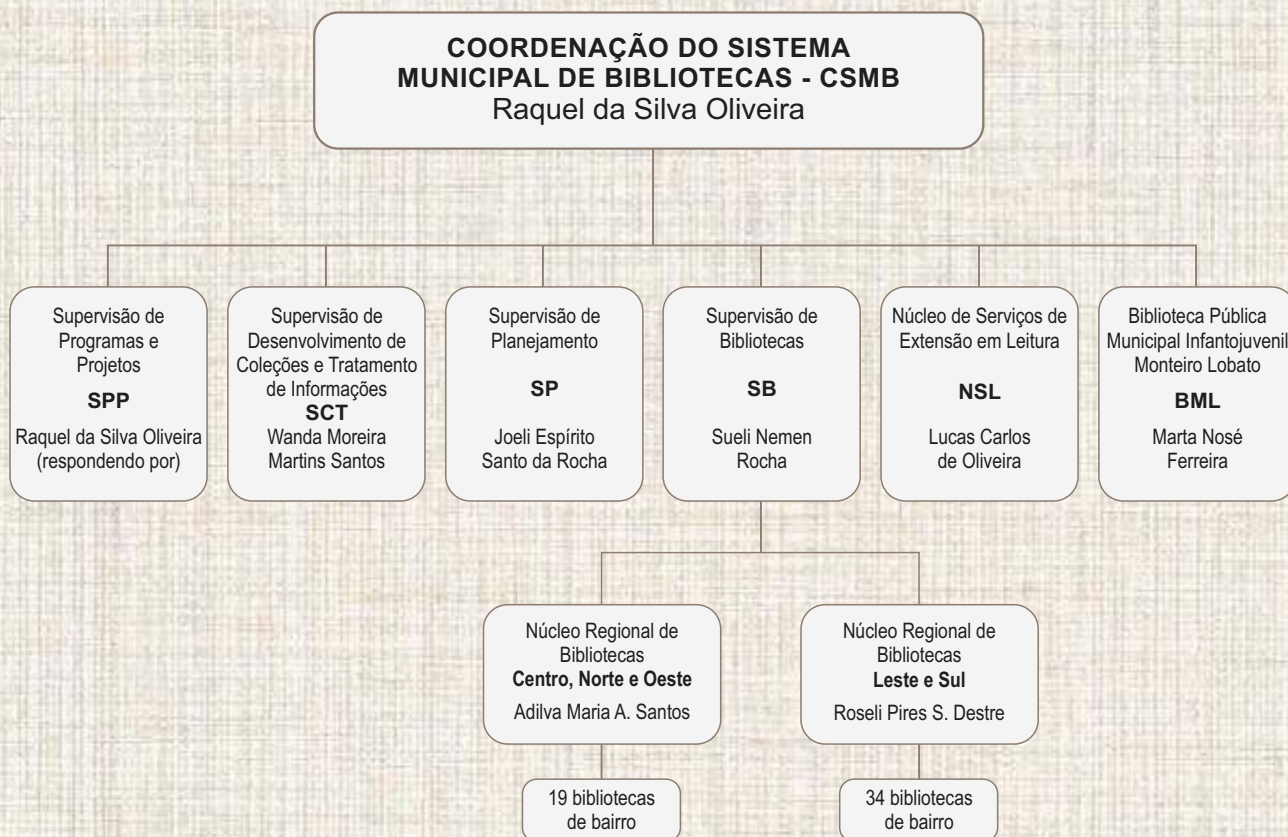 COORDENAÇÃO DO SISTEMA
MUNICIPAL DE BIBLIOTECAS - CSMB
Raquel da Silva Oliveira
Supervisão de
Programas e
Projetos
SPP
Raquel da Silva Oliveira
(respondendo por)
Supervisão de
Desenvolvimento de
Coleções e Tratamento
de Informações
SCT
Wanda Moreira
Martins Santos
Supervisão de
Planejamento
SP
Joeli Espírito
Santo da Rocha
Supervisão de
Bibliotecas
SB
Sueli Nemen
Rocha
Núcleo de Serviços de
Extensão em Leitura
NSL
Lucas Carlos
de Oliveira
Biblioteca Pública
Municipal Infantojuvenil
Monteiro Lobato
BML
Marta Nosé
Ferreira
Núcleo Regional de
Bibliotecas
Centro, Norte e Oeste
Adilva Maria A. Santos
Núcleo Regional de
Bibliotecas
Leste e Sul
Roseli Pires S. Destre
19 bibliotecas
de bairro
34 bibliotecas
de bairro